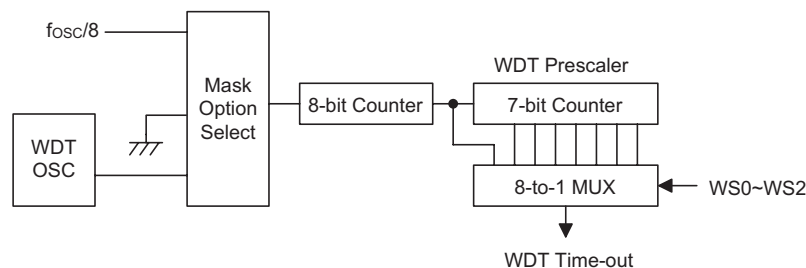 fOSC/8
Mask
Option
Select
WDT
OSC
8-bit Counter
WDT Prescaler
7-bit Counter
8-to-1 MUX
WS0~WS2
WDT Time-out